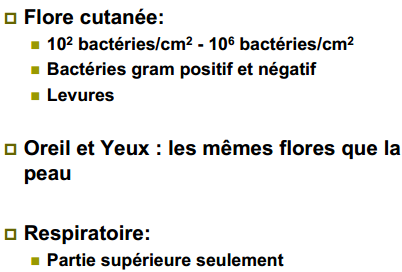 Flore cutanée:
10² bactéries/cm² - 10⁶ bactéries/cm²
Bactéries gram positif et négatif
Levures
Oreil et Yeux : les mêmes flores que la
peau
Respiratoire:
Partie supérieure seulement